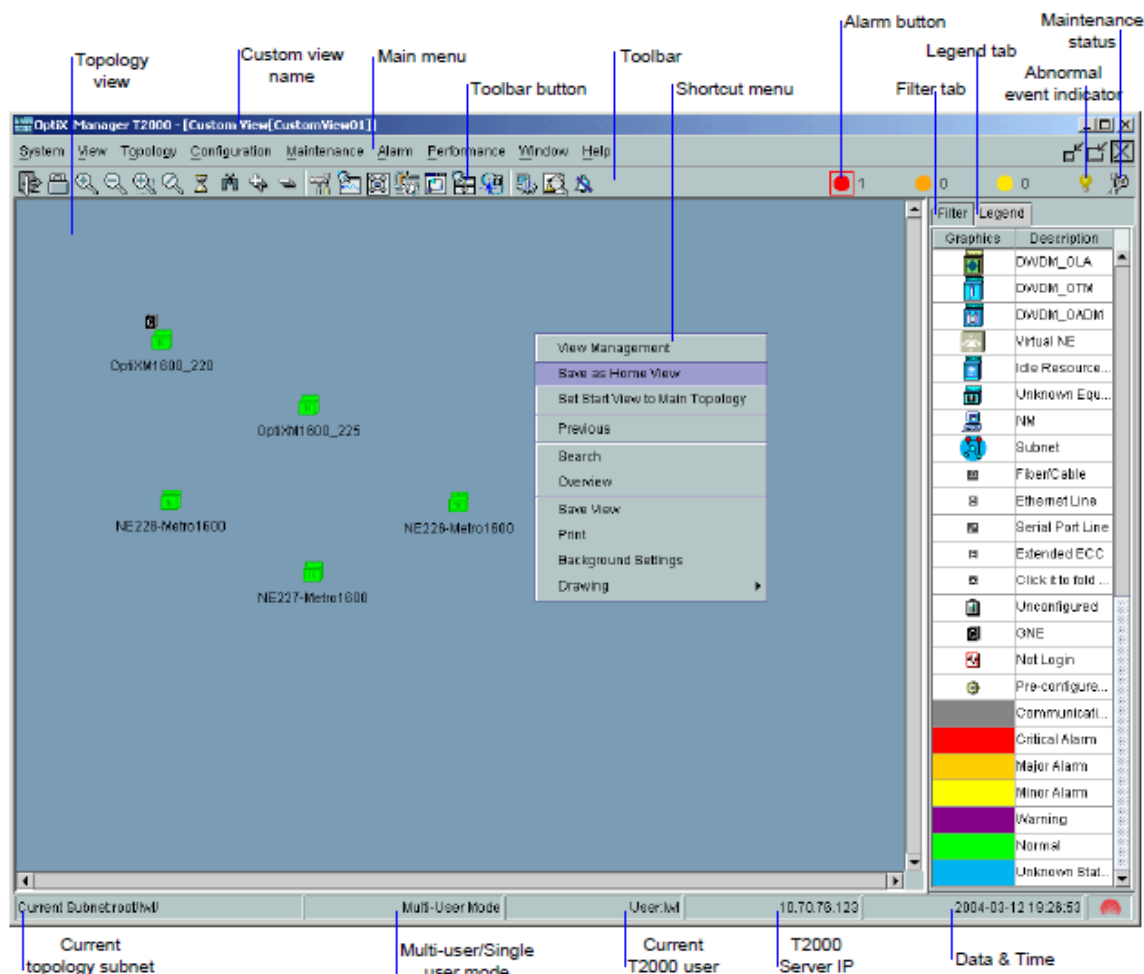 Alarm button
Maintenance
status
Topology
view
Custom view
name
Main menu
Toolbar
Legend tab
Abnormal
event indicator
Toolbar button
Shortcut menu
Filter tab
OptiX iManager T2000 - [Custom View[CustomView01]]
System View Topology Configuration Maintenance Alarm Performance Window Help
1 0 0
Filter Legend
Graphics Description
DWDM_OLA
DWDM_OTM
DWDM_OADM
Virtual NE
Idle Resource...
Unknown Equ...
NM
Subnet
Fiber/Cable
Ethernet Line
Serial Port Line
Extended ECC
Click it to fold ...
Unconfigured
GNE
Not Login
Pre-configure...
Communicati...
Critical Alarm
Major Alarm
Minor Alarm
Warning
Normal
Unknown Stat...
OptiXM1600_220
OptiXM1600_225
NE228-Metro1600
NE226-Metro1600
NE227-Metro1600
View Management
Save as Home View
Set Start View to Main Topology
Previous
Search
Overview
Save View
Print
Background Settings
Drawing
Current Subnet:root/lwl/
Multi-User Mode
User:lwl
10.70.76.123
2004-03-12 19:26:53
Current
topology subnet
Multi-user/Single
user mode
Current
T2000 user
T2000
Server IP
Data & Time